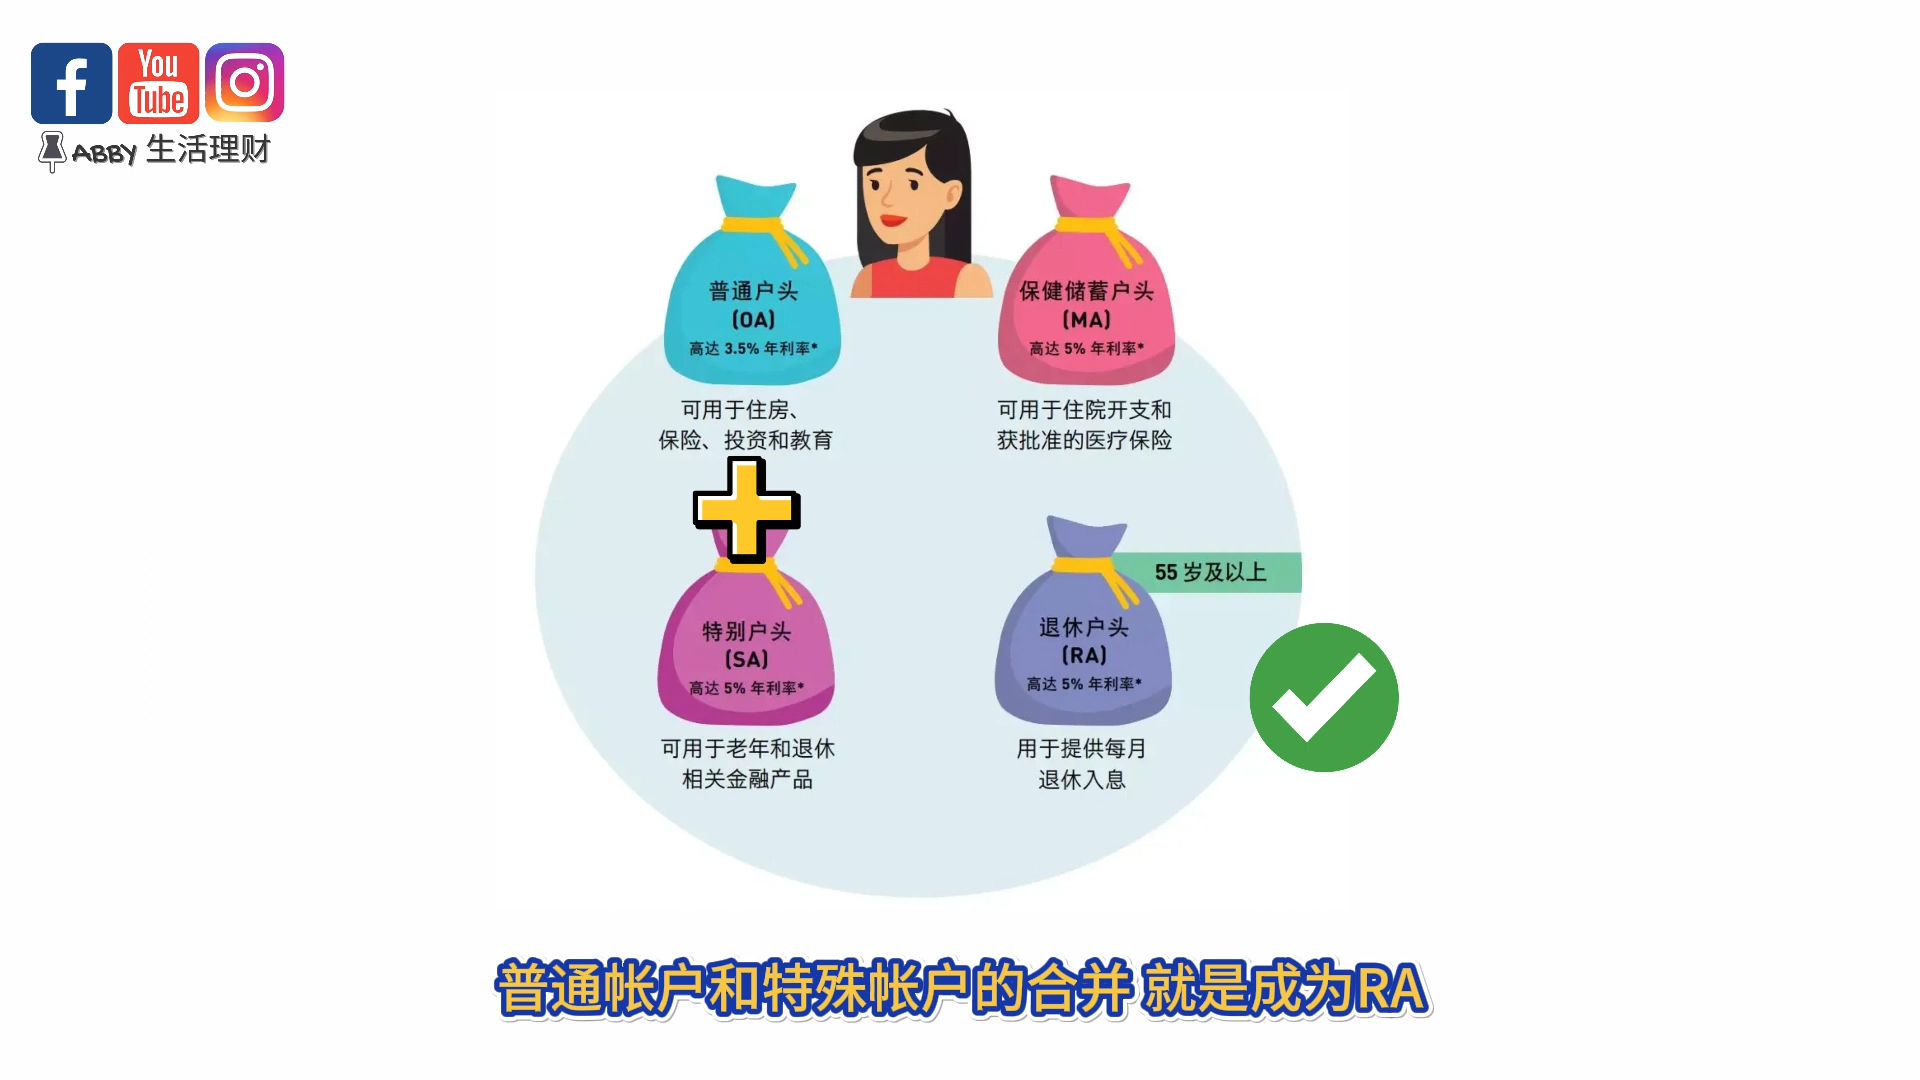 You
Tube
ABBY 生活理财
普通户头
(OA)
高达 3.5% 年利率*
可用于住房、
保险、投资和教育
保健储蓄户头
(MA)
高达 5% 年利率*
可用于住院开支和
获批准的医疗保险
特别户头
(SA)
高达 5% 年利率*
可用于老年和退休
相关金融产品
55 岁及以上
退休户头
(RA)
高达 5% 年利率*
用于提供每月
退休入息
普通帐户和特殊帐户的合并 就是成为RA